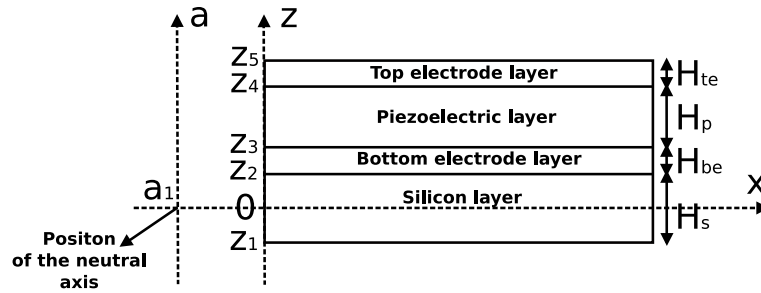 a
z
z5
Top electrode layer
Hte
z4
Piezoelectric layer
Hp
z3
Bottom electrode layer
Hbe
z2
Silicon layer
x
a1
0
Hs
z1
Positon
of the neutral
axis